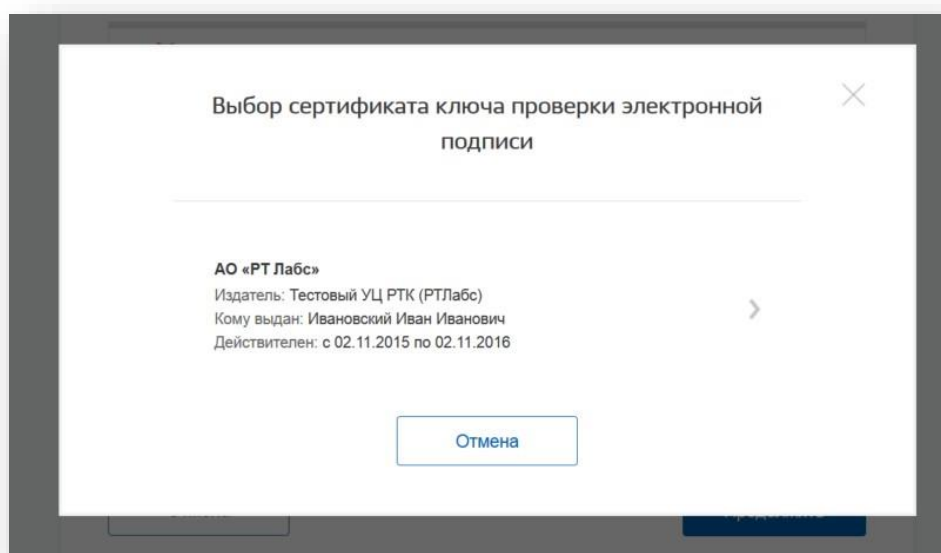 Выбор сертификата ключа проверки электронной
подписи
АО «РТ Лабс»
Издатель: Тестовый УЦ РТК (РТЛабс)
Кому выдан: Ивановский Иван Иванович
Действителен: с 02.11.2015 по 02.11.2016
Отмена